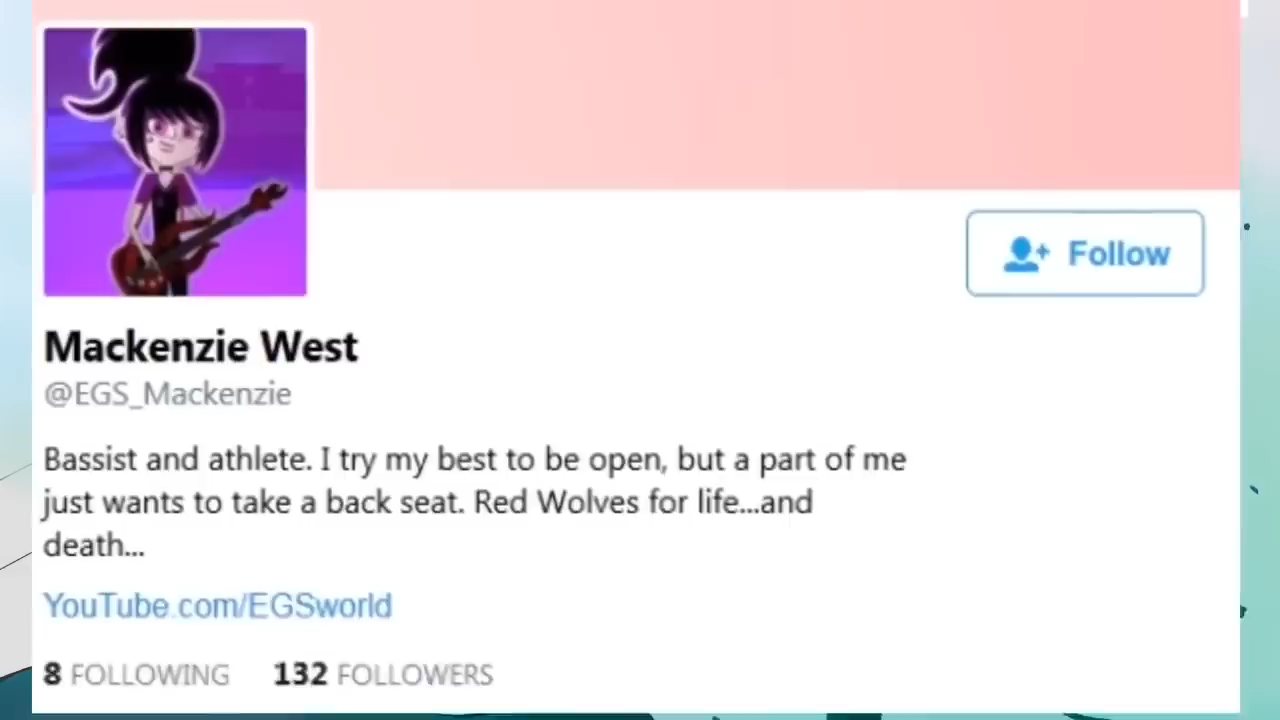 Follow
Mackenzie West
@EGS_Mackenzie
Bassist and athlete. I try my best to be open, but a part of me
just wants to take a back seat. Red Wolves for life...and
death...
YouTube.com/EGSworld
8 FOLLOWING 132 FOLLOWERS